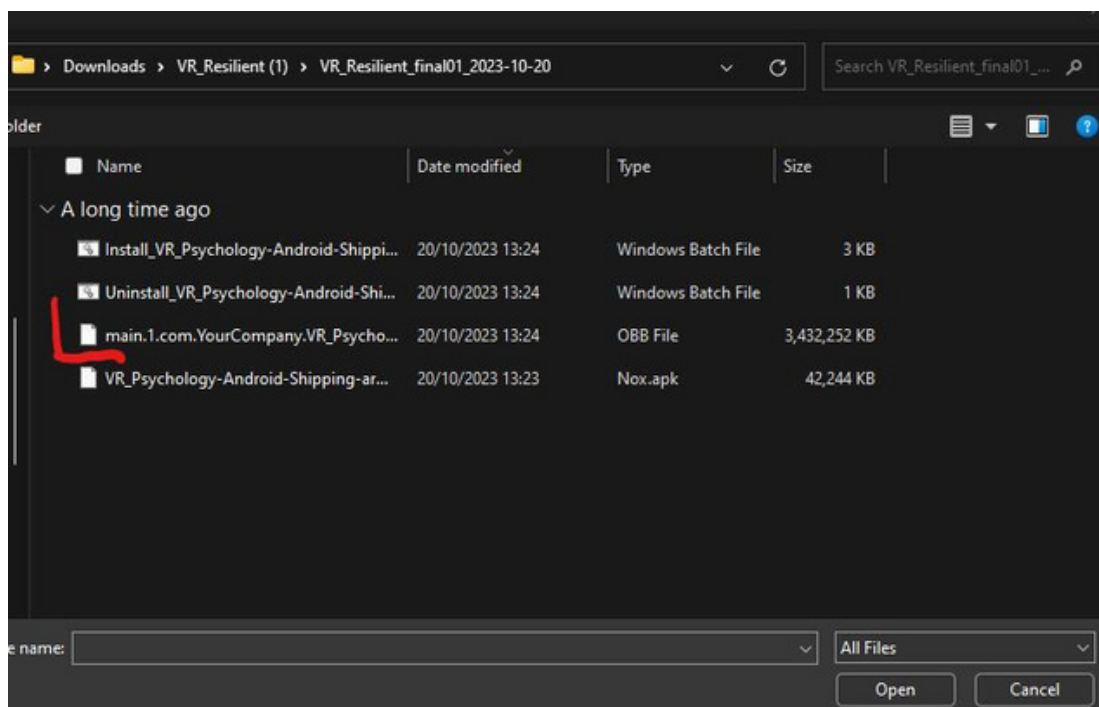 Downloads > VR_Resilient (1) > VR_Resilient_final01_2023-10-20
Search VR_Resilient_final01_...
older
Name Date modified Type Size
A long time ago
Install_VR_Psychology-Android-Shippi... 20/10/2023 13:24 Windows Batch File 3 KB
Uninstall_VR_Psychology-Android-Shi... 20/10/2023 13:24 Windows Batch File 1 KB
main.1.com.YourCompany.VR_Psycho... 20/10/2023 13:24 OBB File 3,432,252 KB
VR_Psychology-Android-Shipping-ar... 20/10/2023 13:23 Nox.apk 42,244 KB
e name: All Files
Open Cancel